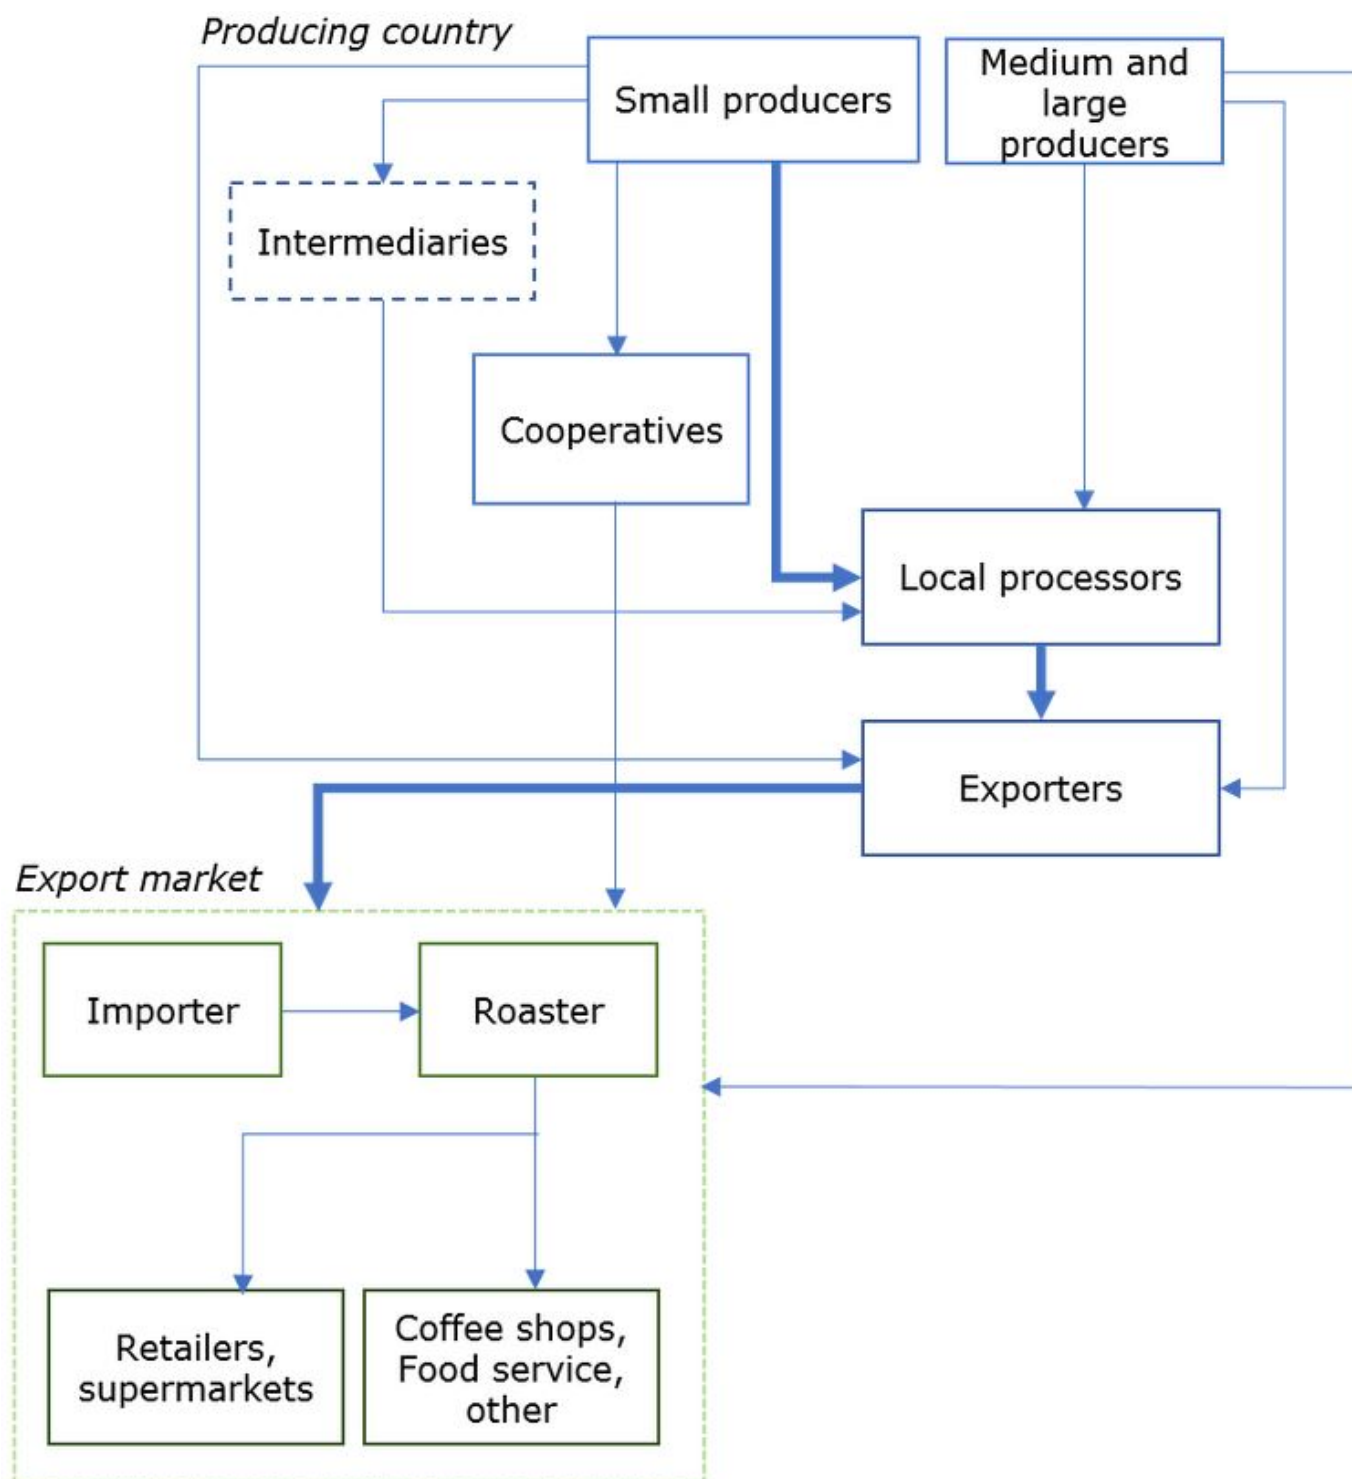 Producing country
Small producers
Medium and
large
producers
Intermediaries
Cooperatives
Local processors
Exporters
Export market
Importer
Roaster
Retailers,
supermarkets
Coffee shops,
Food service,
other